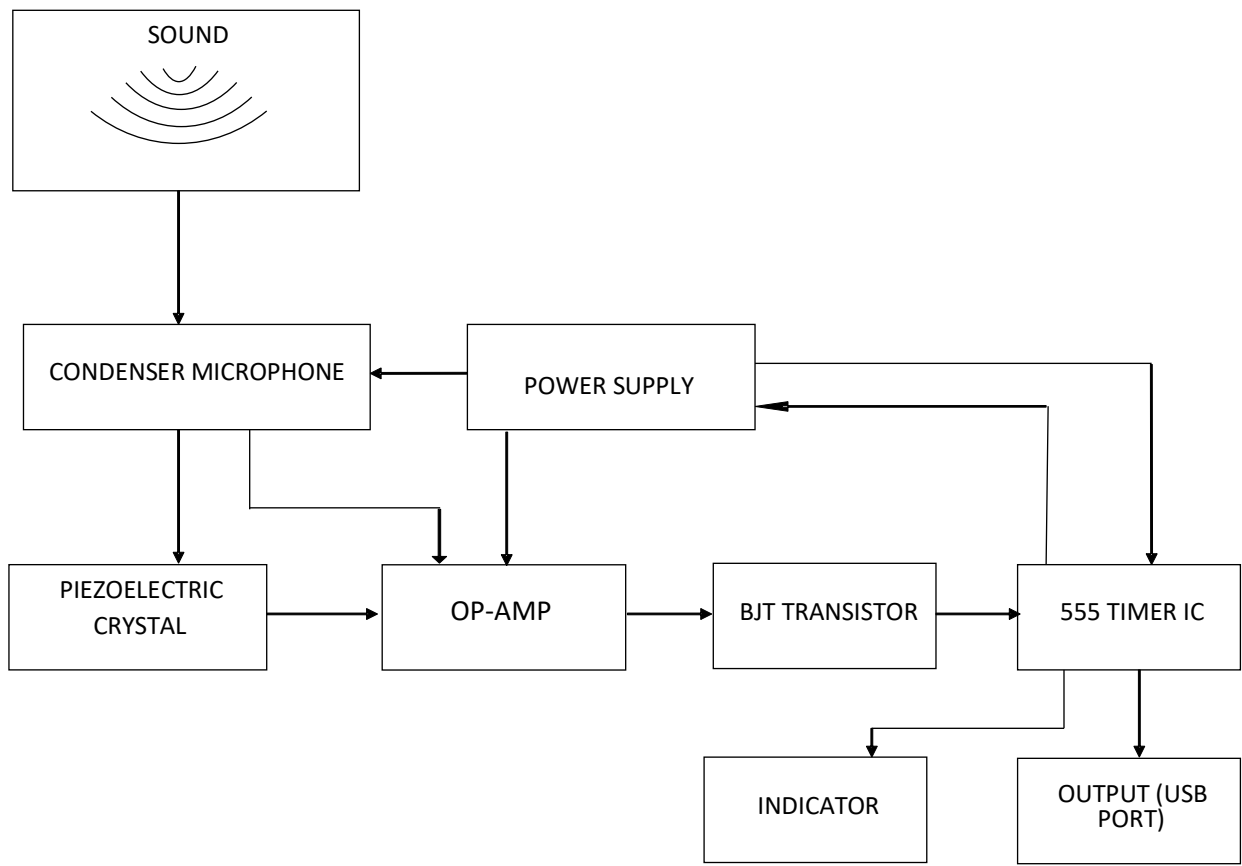 SOUND
CONDENSER MICROPHONE
POWER SUPPLY
PIEZOELECTRIC
CRYSTAL
OP-AMP
BJT TRANSISTOR
555 TIMER IC
INDICATOR
OUTPUT (USB
PORT)